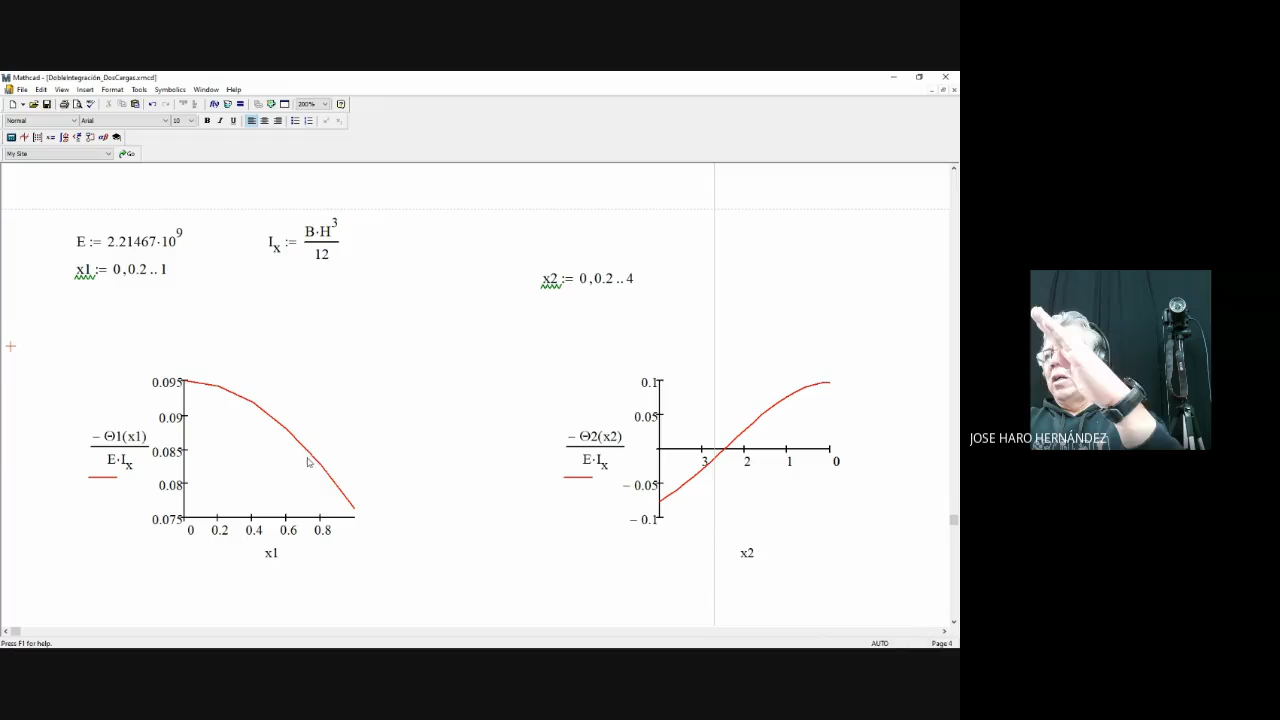 Mathcad - [DobleIntegración_DosCargas.xmcd]
File Edit View Insert Format Tools Symbolics Window Help
200%
Normal Arial 10 B I U
My Site Go
E := 2.21467·10^9
I_x := B·H^3 / 12
x1 := 0,0.2 .. 1
x2 := 0,0.2 .. 4
− Θ1(x1) / E·I_x
0.095
0.09
0.085
0.08
0.075
0 0.2 0.4 0.6 0.8
x1
− Θ2(x2) / E·I_x
0.1
0.05
− 0.05
− 0.1
3 2 1 0
x2
JOSE HARO HERNÁNDEZ
Press F1 for help.
AUTO
Page 4